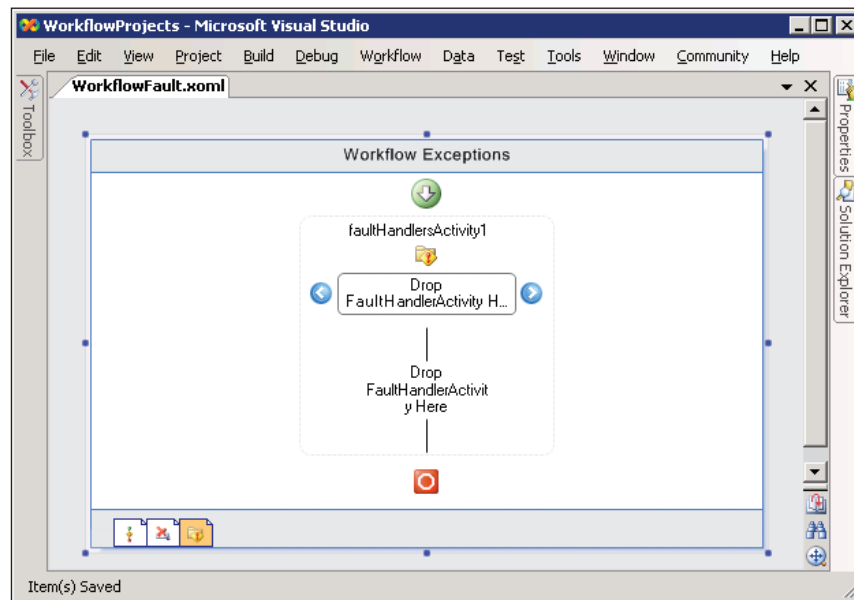 WorkflowProjects - Microsoft Visual Studio
File Edit View Project Build Debug Workflow Data Test Tools Window Community Help
WorkflowFault.xoml
Toolbox
Properties
Solution Explorer
Workflow Exceptions
faultHandlersActivity1
Drop
FaultHandlerActivity H...
Drop
FaultHandlerActivit
y Here
Item(s) Saved